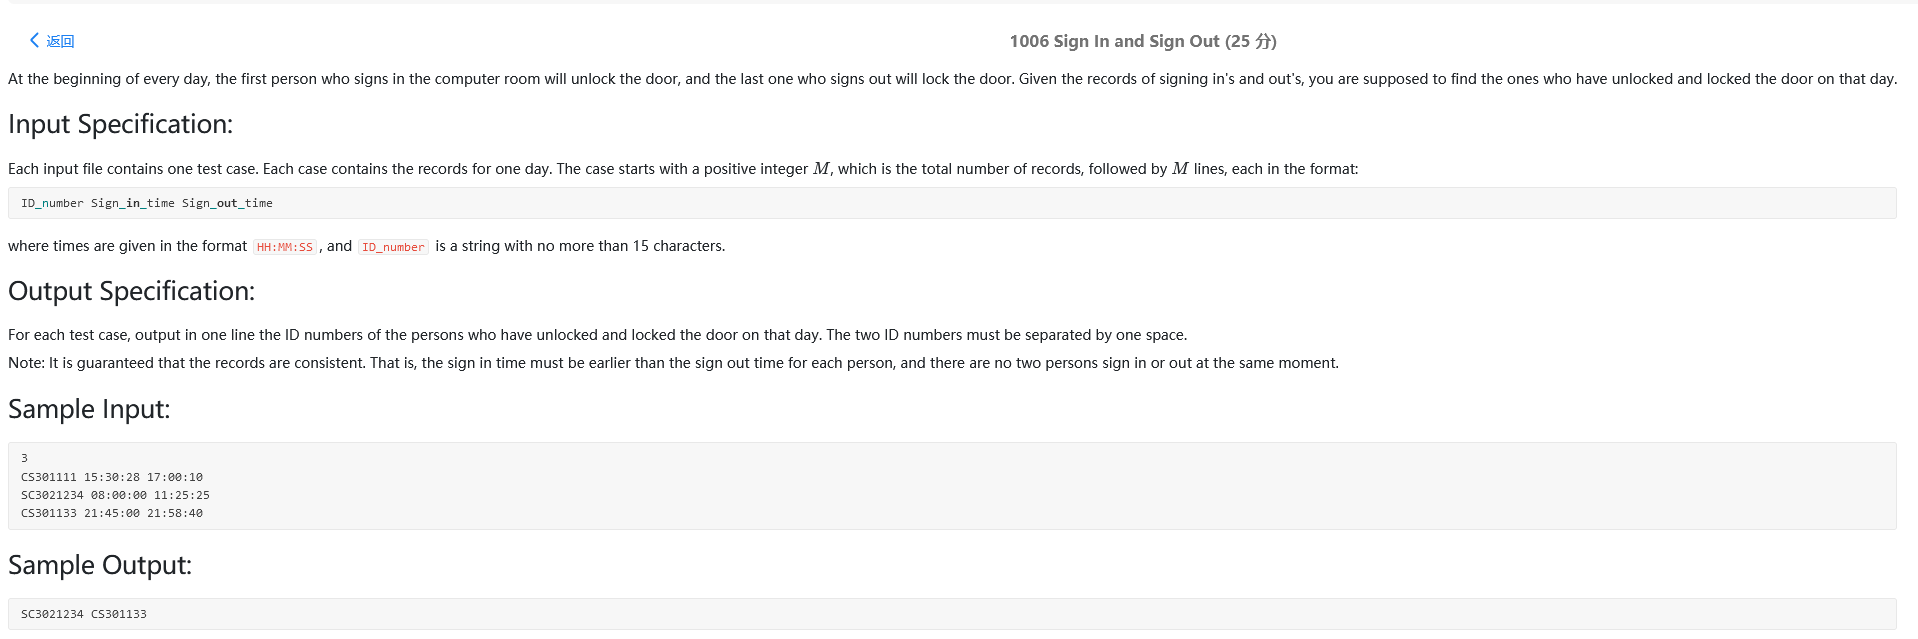 返回
1006 Sign In and Sign Out (25 分)
At the beginning of every day, the first person who signs in the computer room will unlock the door, and the last one who signs out will lock the door. Given the records of signing in's and out's, you are supposed to find the ones who have unlocked and locked the door on that day.
Input Specification:
Each input file contains one test case. Each case contains the records for one day. The case starts with a positive integer M, which is the total number of records, followed by M lines, each in the format:
ID_number Sign_in_time Sign_out_time
where times are given in the format HH:MM:SS, and ID_number is a string with no more than 15 characters.
Output Specification:
For each test case, output in one line the ID numbers of the persons who have unlocked and locked the door on that day. The two ID numbers must be separated by one space.
Note: It is guaranteed that the records are consistent. That is, the sign in time must be earlier than the sign out time for each person, and there are no two persons sign in or out at the same moment.
Sample Input:
3
CS301111 15:30:28 17:00:10
SC3021234 08:00:00 11:25:25
CS301133 21:45:00 21:58:40
Sample Output:
SC3021234 CS301133